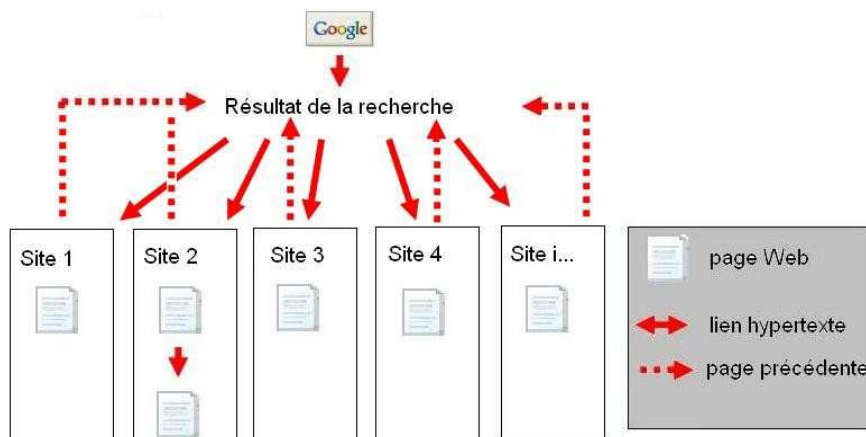 Google
Résultat de la recherche
Site 1
Site 2
Site 3
Site 4
Site i...
page Web
lien hypertexte
page précédente